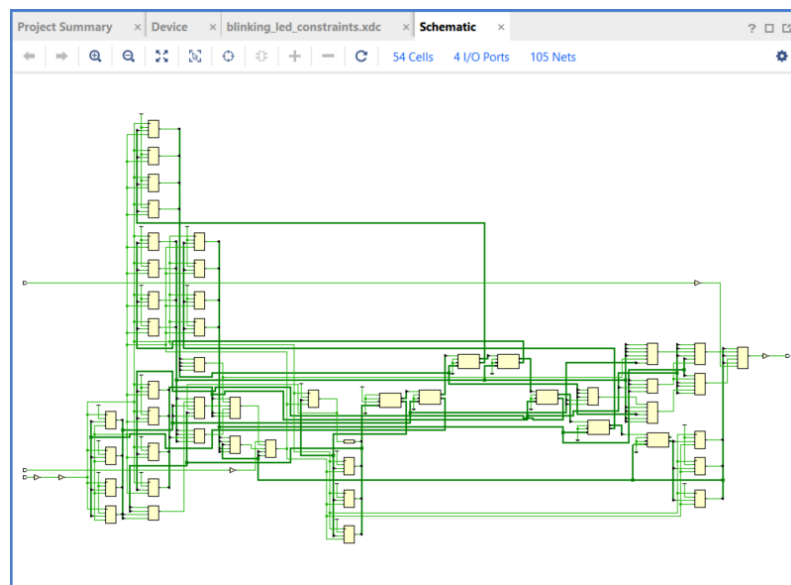 Project Summary × Device × blinking_led_constraints.xdc × Schematic × ?
54 Cells 4 I/O Ports 105 Nets